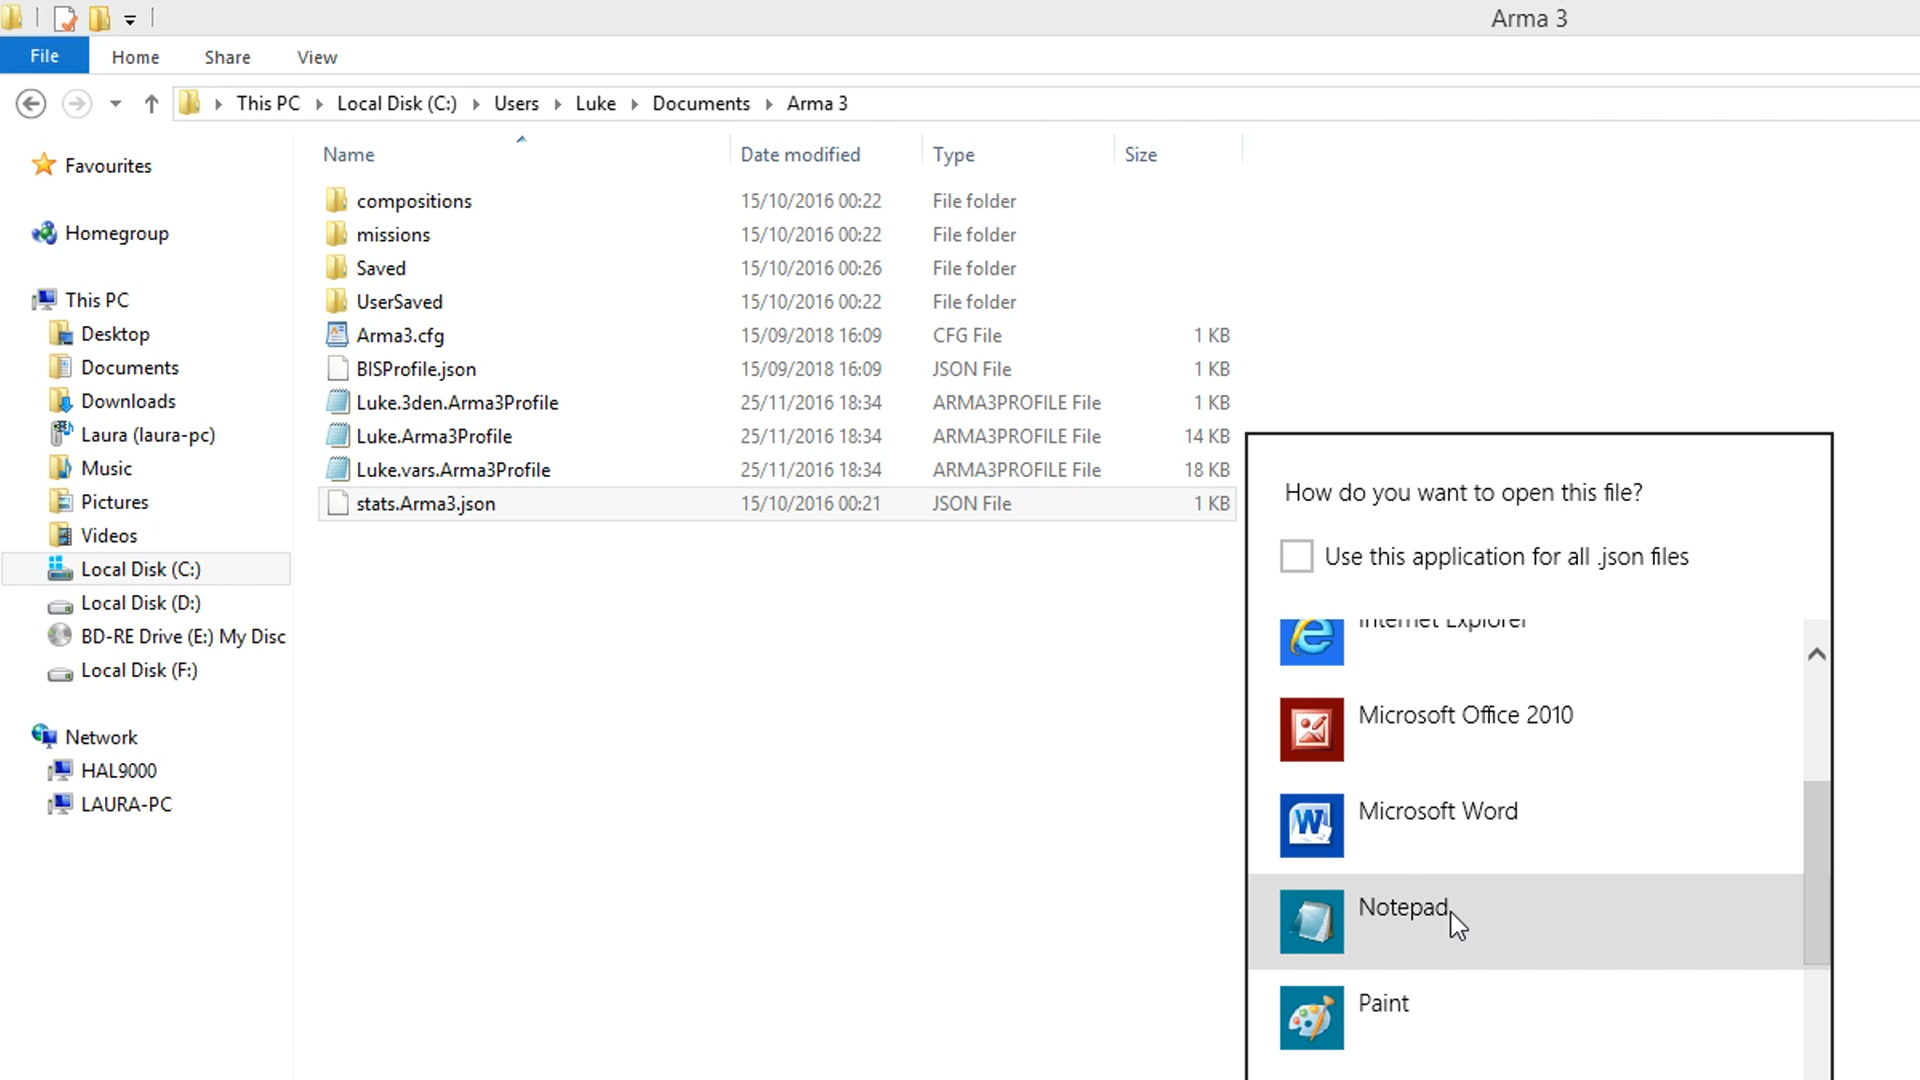 Arma 3
File Home Share View
This PC Local Disk (C:) Users Luke Documents Arma 3
Name Date modified Type Size
Favourites
Homegroup
This PC
Desktop
Documents
Downloads
Laura (laura-pc)
Music
Pictures
Videos
Local Disk (C:)
Local Disk (D:)
BD-RE Drive (E:) My Disc
Local Disk (F:)
Network
HAL9000
LAURA-PC
compositions 15/10/2016 00:22 File folder
missions 15/10/2016 00:22 File folder
Saved 15/10/2016 00:26 File folder
UserSaved 15/10/2016 00:22 File folder
Arma3.cfg 15/09/2018 16:09 CFG File 1 KB
BISProfile.json 15/09/2018 16:09 JSON File 1 KB
Luke.3den.Arma3Profile 25/11/2016 18:34 ARMA3PROFILE File 1 KB
Luke.Arma3Profile 25/11/2016 18:34 ARMA3PROFILE File 14 KB
Luke.vars.Arma3Profile 25/11/2016 18:34 ARMA3PROFILE File 18 KB
stats.Arma3.json 15/10/2016 00:21 JSON File 1 KB
How do you want to open this file?
Use this application for all .json files
Internet Explorer
Microsoft Office 2010
Microsoft Word
Notepad
Paint